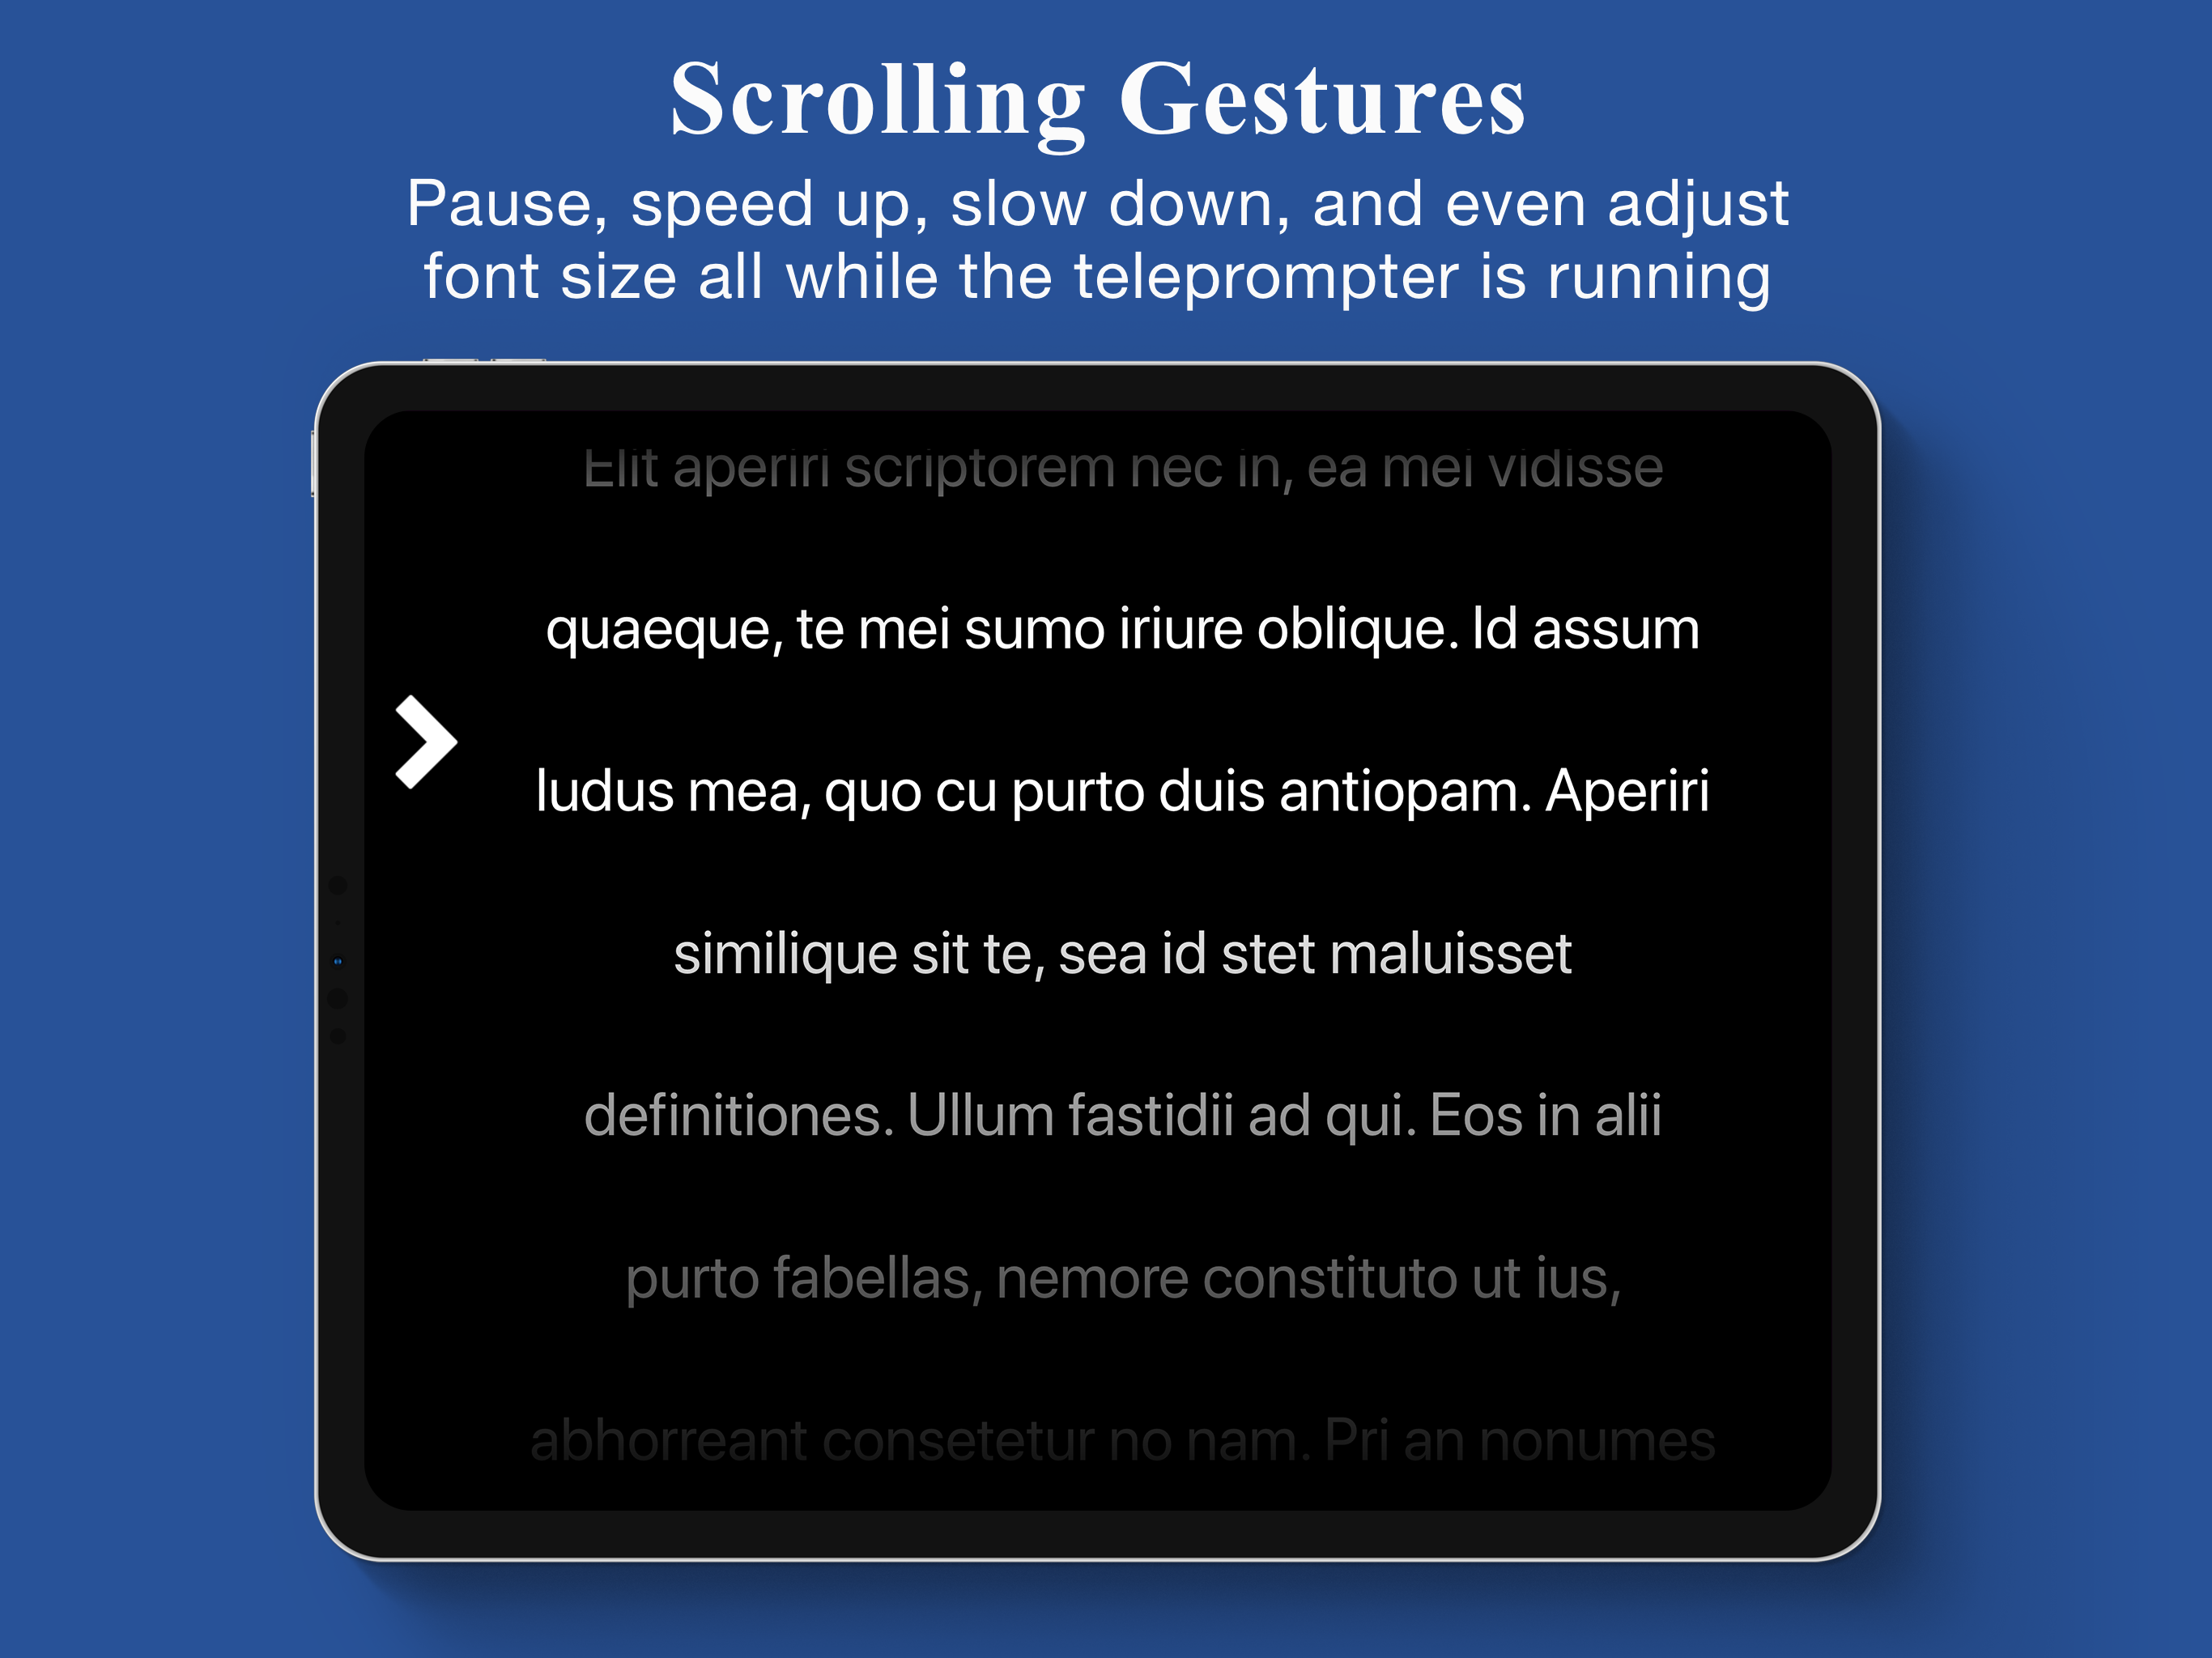 Scrolling Gestures
Pause, speed up, slow down, and even adjust
font size all while the teleprompter is running
Elit aperiri scriptorem nec in, ea mei vidisse
quaeque, te mei sumo iriure oblique. Id assum
ludus mea, quo cu purto duis antiopam. Aperiri
similique sit te, sea id stet maluisset
definitiones. Ullum fastidii ad qui. Eos in alii
purto fabellas, nemore constituto ut ius,
abhorreant consetetur no nam. Pri an nonumes